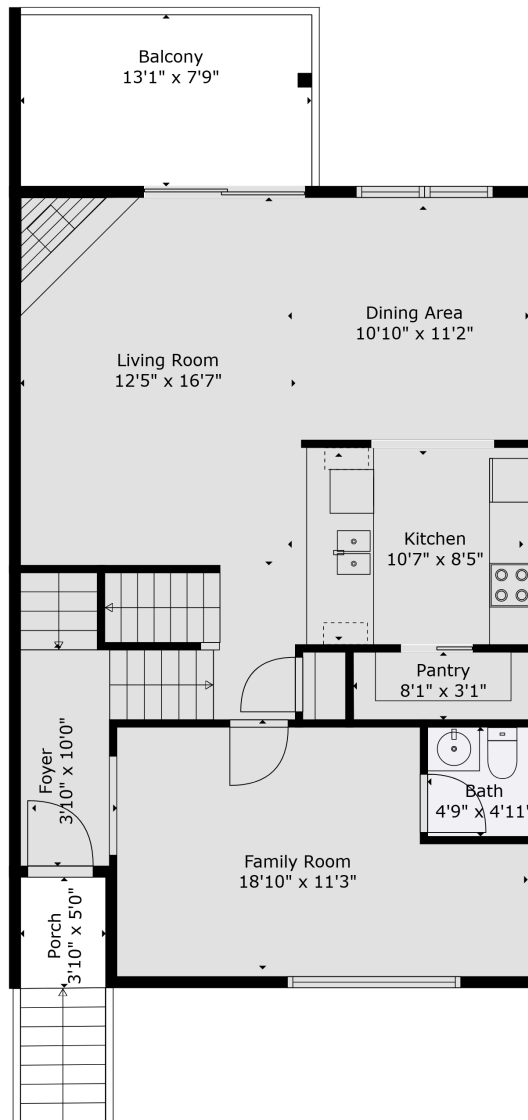 Balcony
13'1" x 7'9"
Dining Area
10'10" x 11'2"
Living Room
12'5" x 16'7"
Kitchen
10'7" x 8'5"
Pantry
8'1" x 3'1"
Foyer
3'10" x 10'0"
Bath
4'9" x 4'11"
Family Room
18'10" x 11'3"
Porch
3'10" x 5'0"